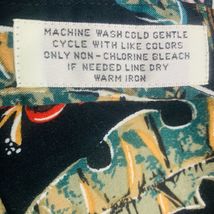 MACHINE WASH COLD GENTLE
CYCLE WITH LIKE COLORS
ONLY NON-CHLORINE BLEACH
IF NEEDED LINE DRY
WARM IRON